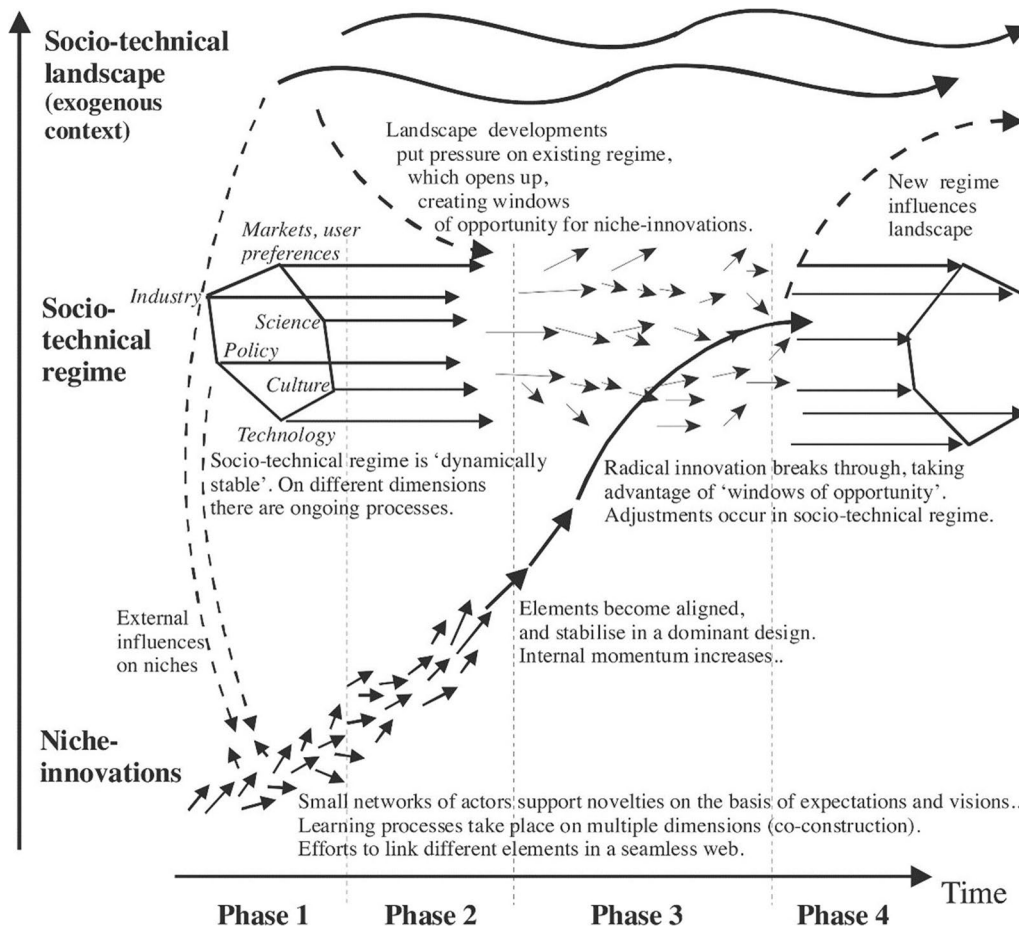 Socio-technical
landscape
(exogenous
context)
Landscape developments
put pressure on existing regime,
which opens up,
creating windows
of opportunity for niche-innovations.
New regime
influences
landscape
Markets, user
preferences
Industry
Science
Policy
Culture
Technology
Socio-
technical
regime
Socio-technical regime is ‘dynamically
stable’. On different dimensions
there are ongoing processes.
Radical innovation breaks through, taking
advantage of ‘windows of opportunity’.
Adjustments occur in socio-technical regime.
External
influences
on niches
Elements become aligned,
and stabilise in a dominant design.
Internal momentum increases..
Niche-
innovations
Small networks of actors support novelties on the basis of expectations and visions..
Learning processes take place on multiple dimensions (co-construction).
Efforts to link different elements in a seamless web.
Time
Phase 1
Phase 2
Phase 3
Phase 4